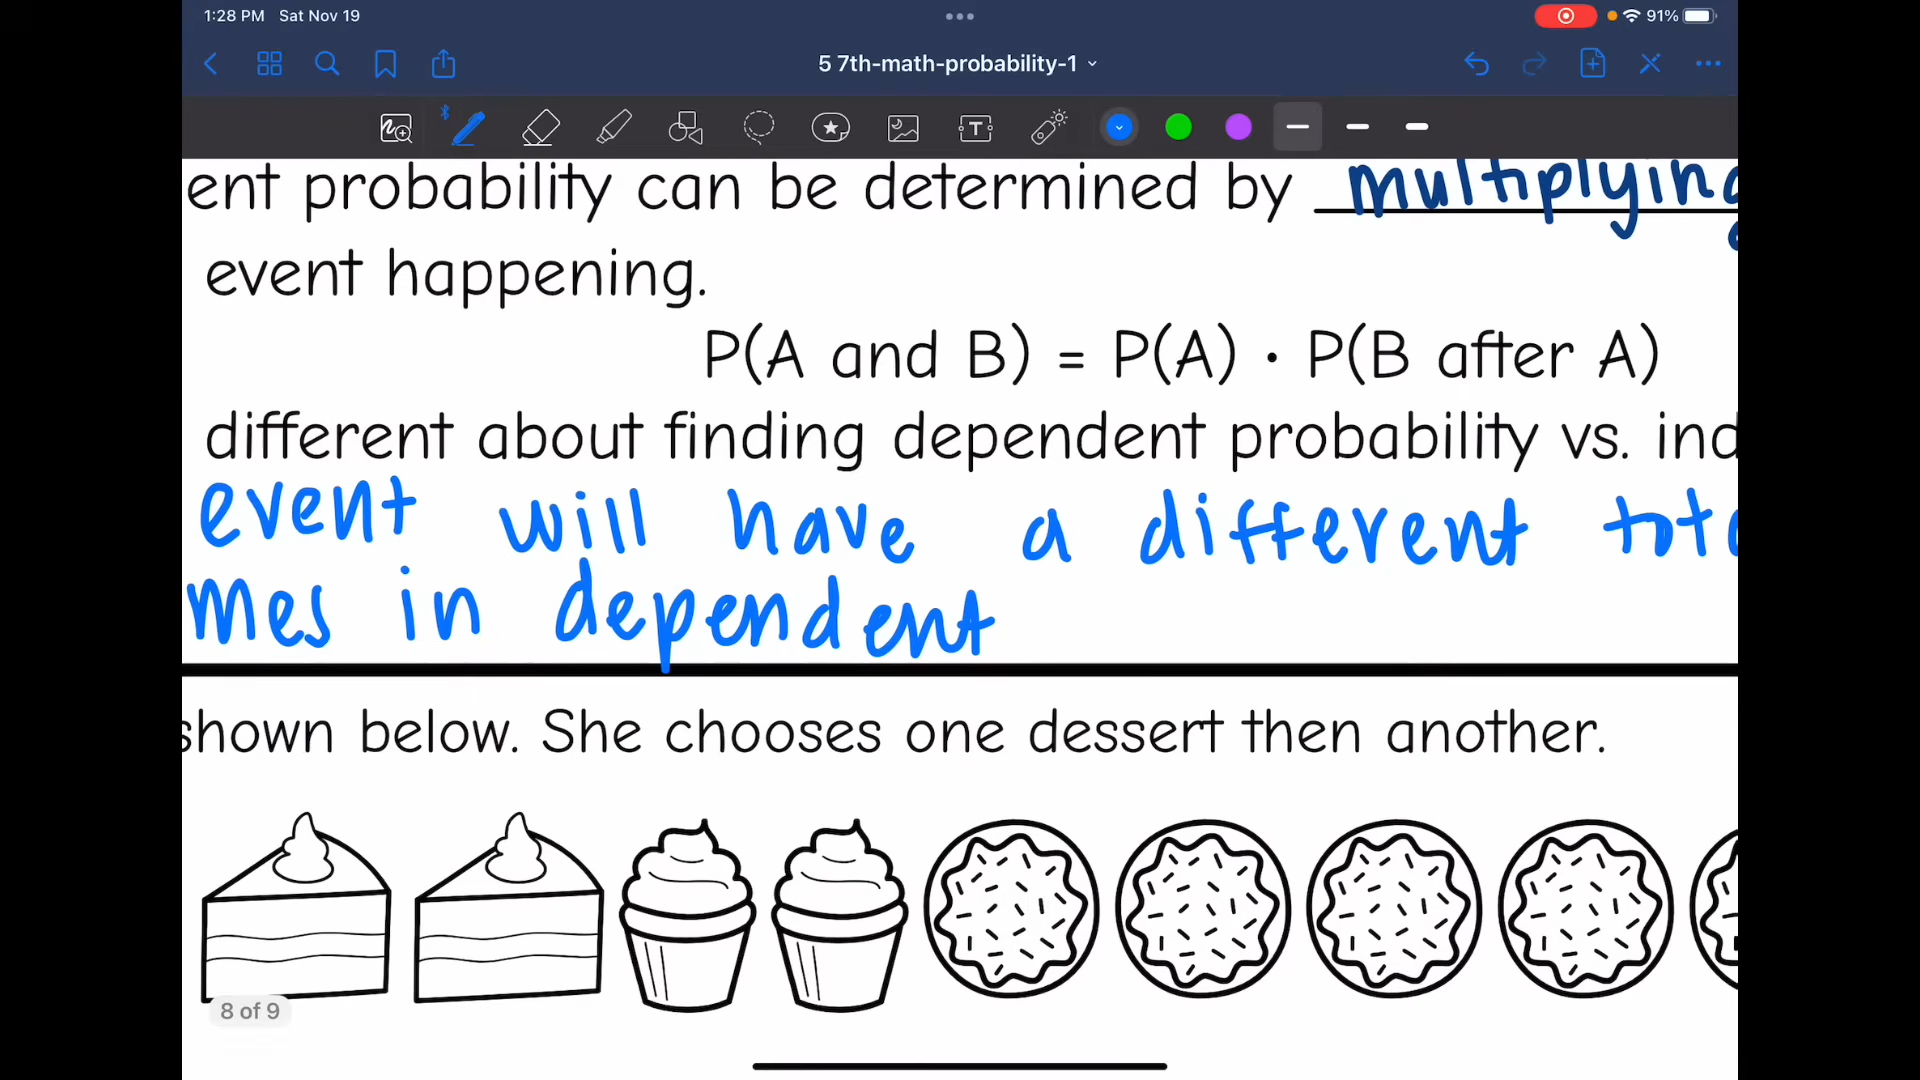 1:28 PM Sat Nov 19
91%
5 7th-math-probability-1
T
ent probability can be determined by multiplying
event happening.
P(A and B) = P(A) · P(B after A)
different about finding dependent probability vs. ind
event will have a different tota
mes in dependent
shown below. She chooses one dessert then another.
8 of 9